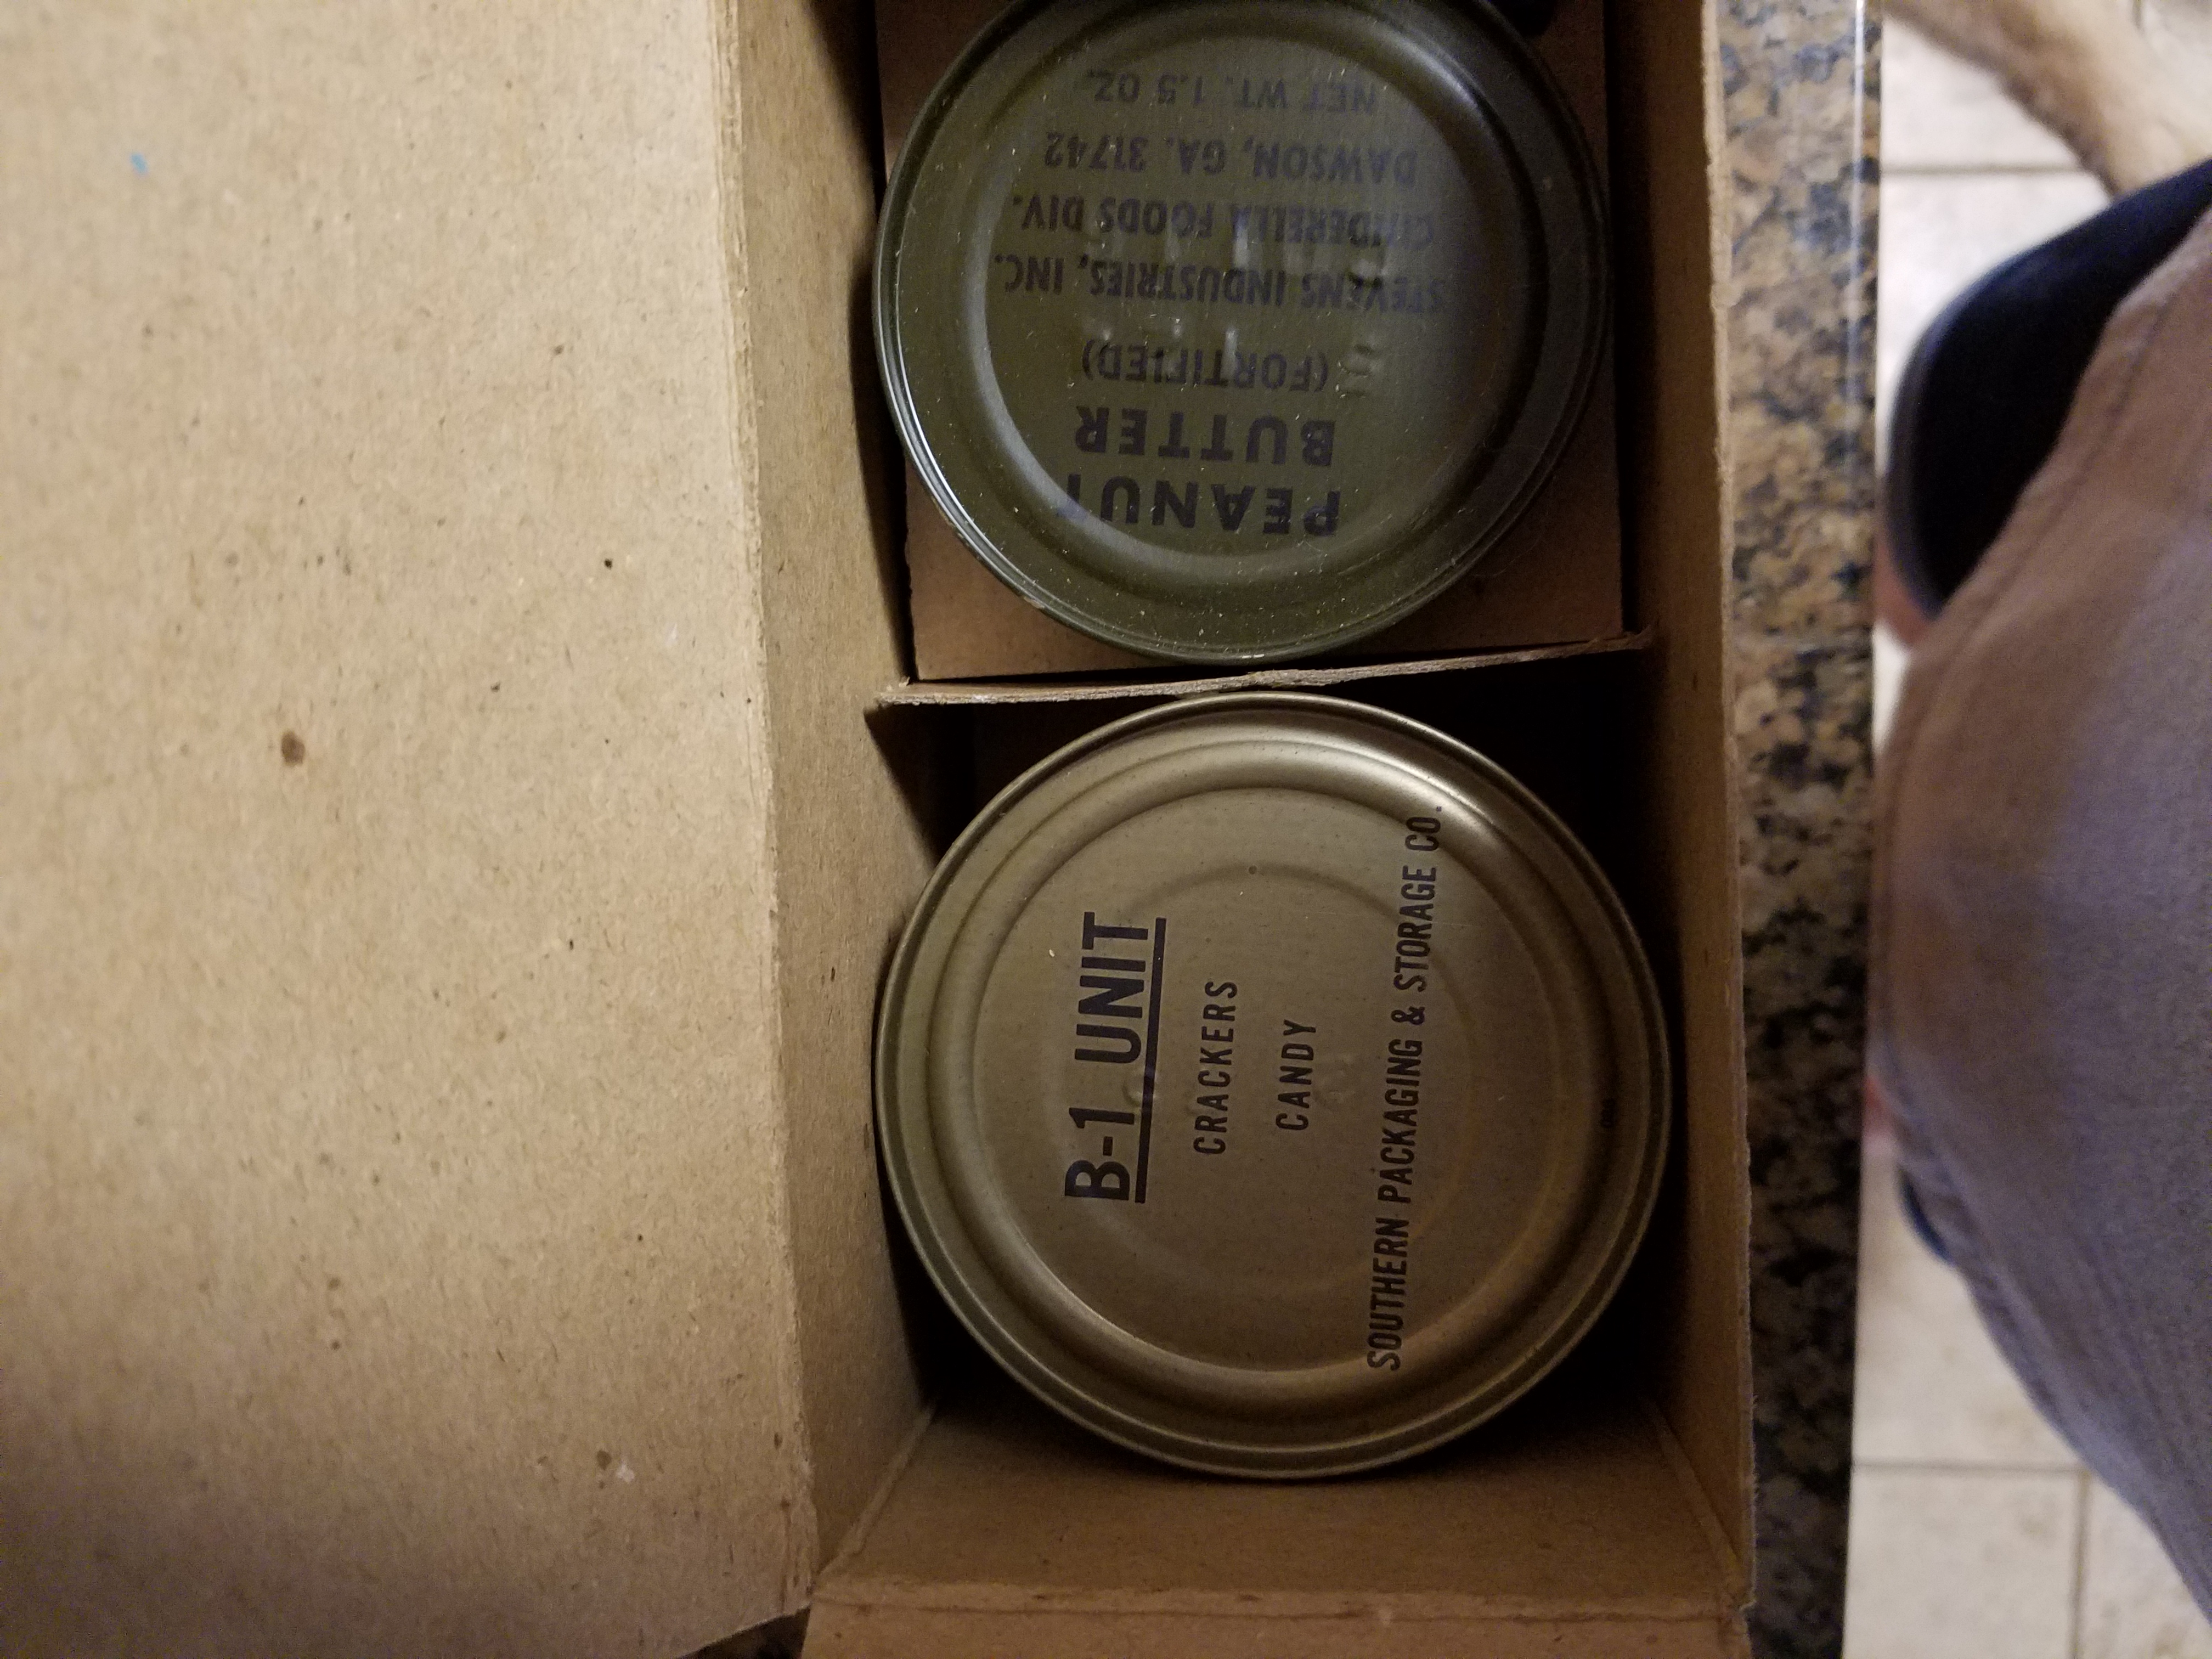 PEANUT
BUTTER
(FORTIFIED)
STEVENS INDUSTRIES, INC.
CINDERELLA FOODS DIV.
DAWSON, GA. 31742
NET WT. 1.5 OZ.
B-1 UNIT
CRACKERS
CANDY
SOUTHERN PACKAGING & STORAGE CO.